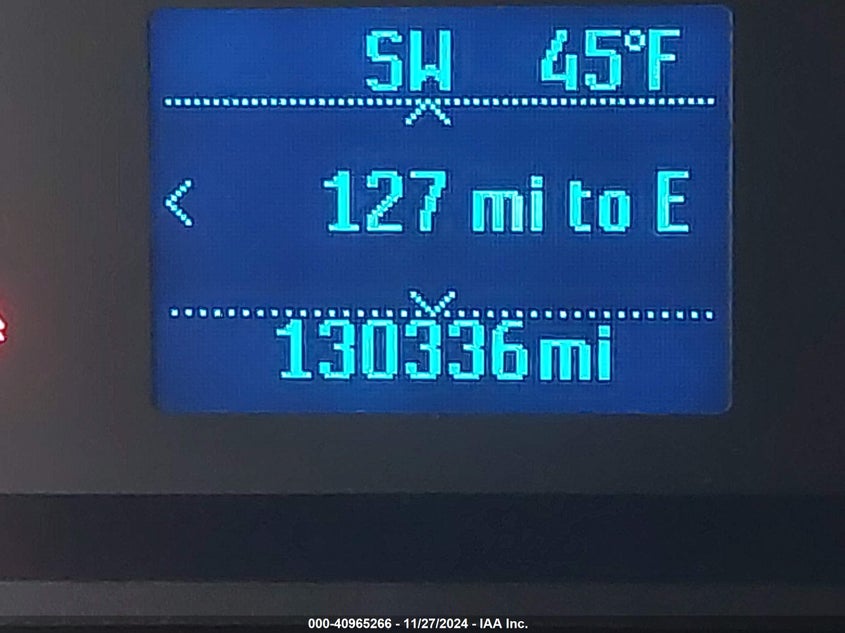 SW 45°F
127 mi to E
130336mi
000-40965266 - 11/27/2024 - IAA Inc.